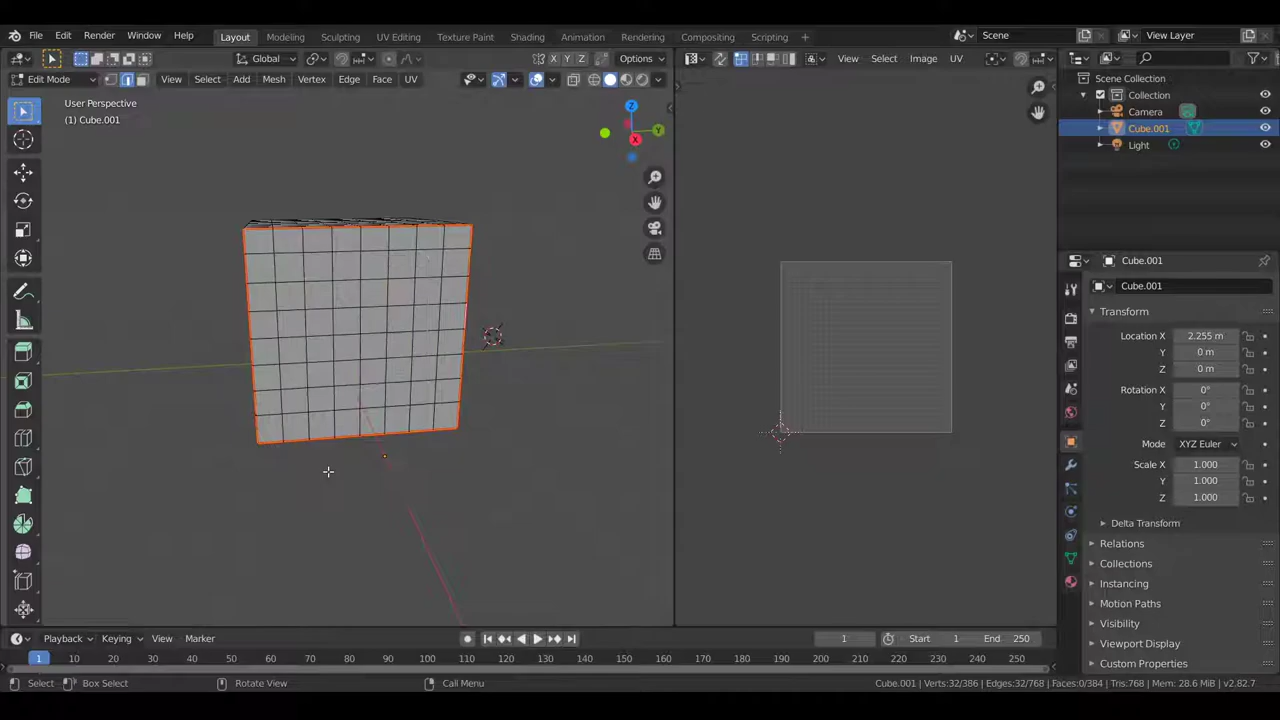 File Edit Render Window Help Layout Modeling Sculpting UV Editing Texture Paint Shading Animation Rendering Compositing Scripting + Scene View Layer
Global X Y Z Options View Select Image UV
Edit Mode View Select Add Mesh Vertex Edge Face UV
User Perspective
(1) Cube.001
Z
Y
X
Scene Collection
Collection
Camera
Cube.001
Light
Cube.001
Cube.001
Transform
Location X 2.255 m
Y 0 m
Z 0 m
Rotation X 0°
Y 0°
Z 0°
Mode XYZ Euler
Scale X 1.000
Y 1.000
Z 1.000
Delta Transform
Relations
Collections
Instancing
Motion Paths
Visibility
Viewport Display
Custom Properties
Playback Keying View Marker 1 Start 1 End 250
1 10 20 30 40 50 60 70 80 90 100 110 120 130 140 150 160 170 180 190 200 210 220 230 240 250
Select Box Select Rotate View Call Menu Cube.001 | Verts:32/386 | Edges:32/768 | Faces:0/384 | Tris:768 | Mem: 28.6 MiB | v2.82.7